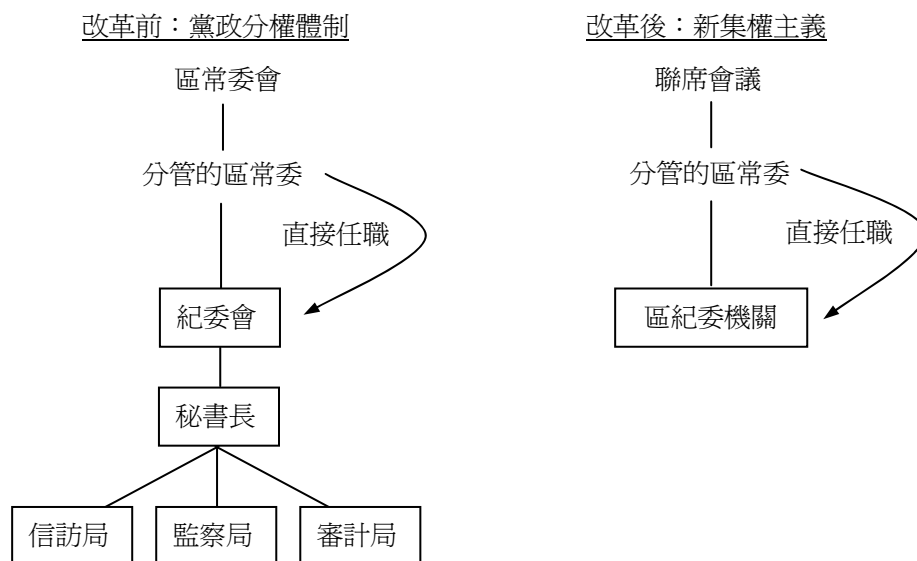 改革前：黨政分權體制
區常委會
分管的區常委
直接任職
紀委會
秘書長
信訪局
監察局
審計局
改革後：新集權主義
聯席會議
分管的區常委
直接任職
區紀委機關